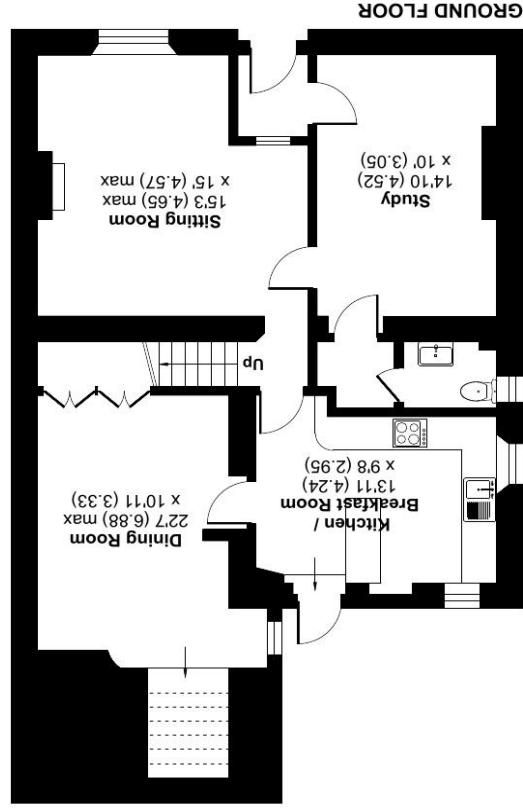 GROUND FLOOR
Study
14'10 (4.52)
x 10' (3.05)
Sitting Room
15'3 (4.65) max
x 15' (4.57) max
Up
Kitchen /
Breakfast Room
13'11 (4.24)
x 9'8 (2.95)
Dining Room
22'7 (6.88) max
x 10'11 (3.33)